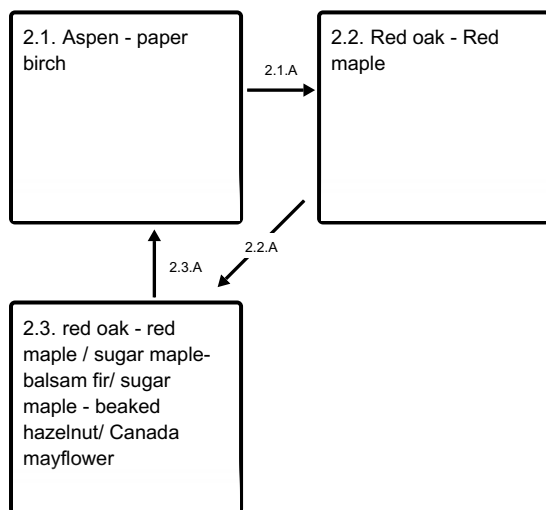 2.1. Aspen - paper
birch
2.1.A
2.2. Red oak - Red
maple
2.2.A
2.3.A
2.3. red oak - red
maple / sugar maple-
balsam fir/ sugar
maple - beaked
hazelnut/ Canada
mayflower